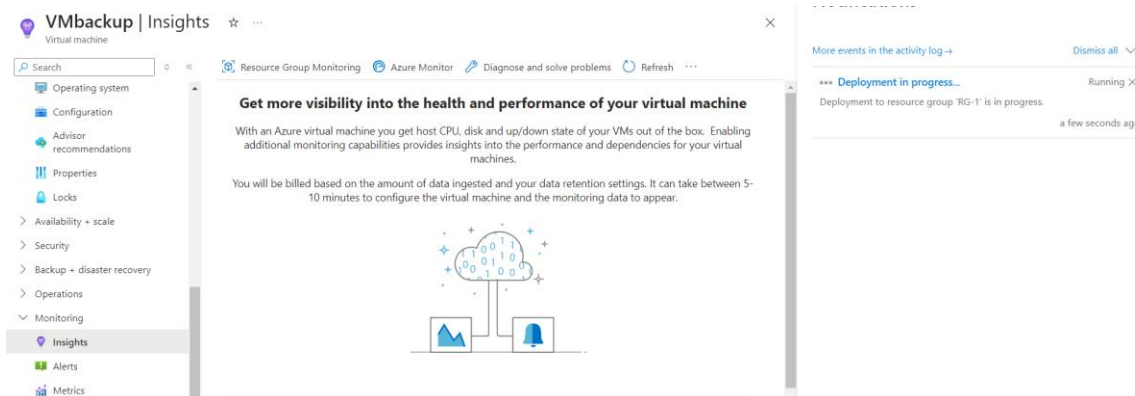 VMbackup | Insights
Virtual machine
Search
Operating system
Configuration
Advisor
recommendations
Properties
Locks
Availability + scale
Security
Backup + disaster recovery
Operations
Monitoring
Insights
Alerts
Metrics
Resource Group Monitoring Azure Monitor Diagnose and solve problems Refresh
Get more visibility into the health and performance of your virtual machine
With an Azure virtual machine you get host CPU, disk and up/down state of your VMs out of the box. Enabling
additional monitoring capabilities provides insights into the performance and dependencies for your virtual
machines.
You will be billed based on the amount of data ingested and your data retention settings. It can take between 5-
10 minutes to configure the virtual machine and the monitoring data to appear.
More events in the activity log → Dismiss all
Deployment in progress... Running
Deployment to resource group 'RG-1' is in progress.
a few seconds ago